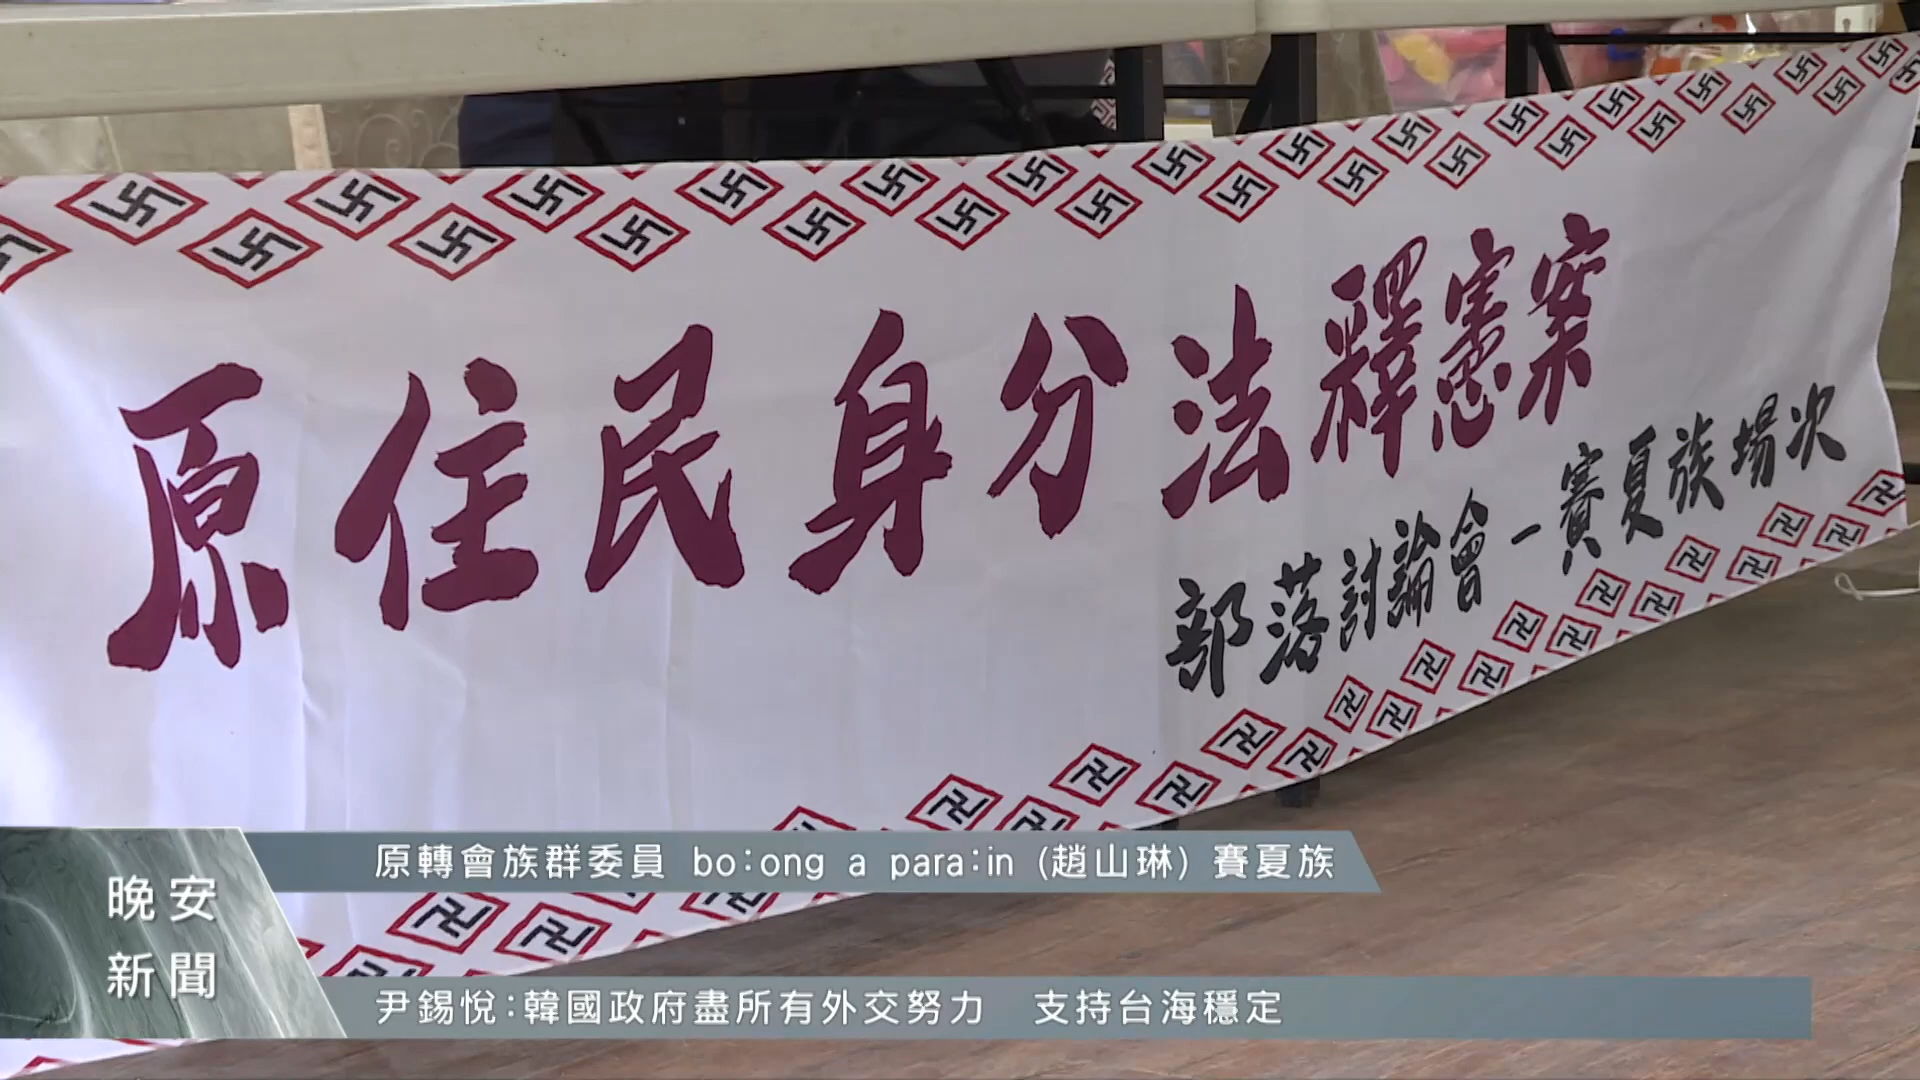 原住民身分法釋憲案
部落討論會－賽夏族場次
原轉會族群委員 bo:ong a para:in (趙山琳) 賽夏族
晚安
新聞
尹錫悅:韓國政府盡所有外交努力 支持台海穩定